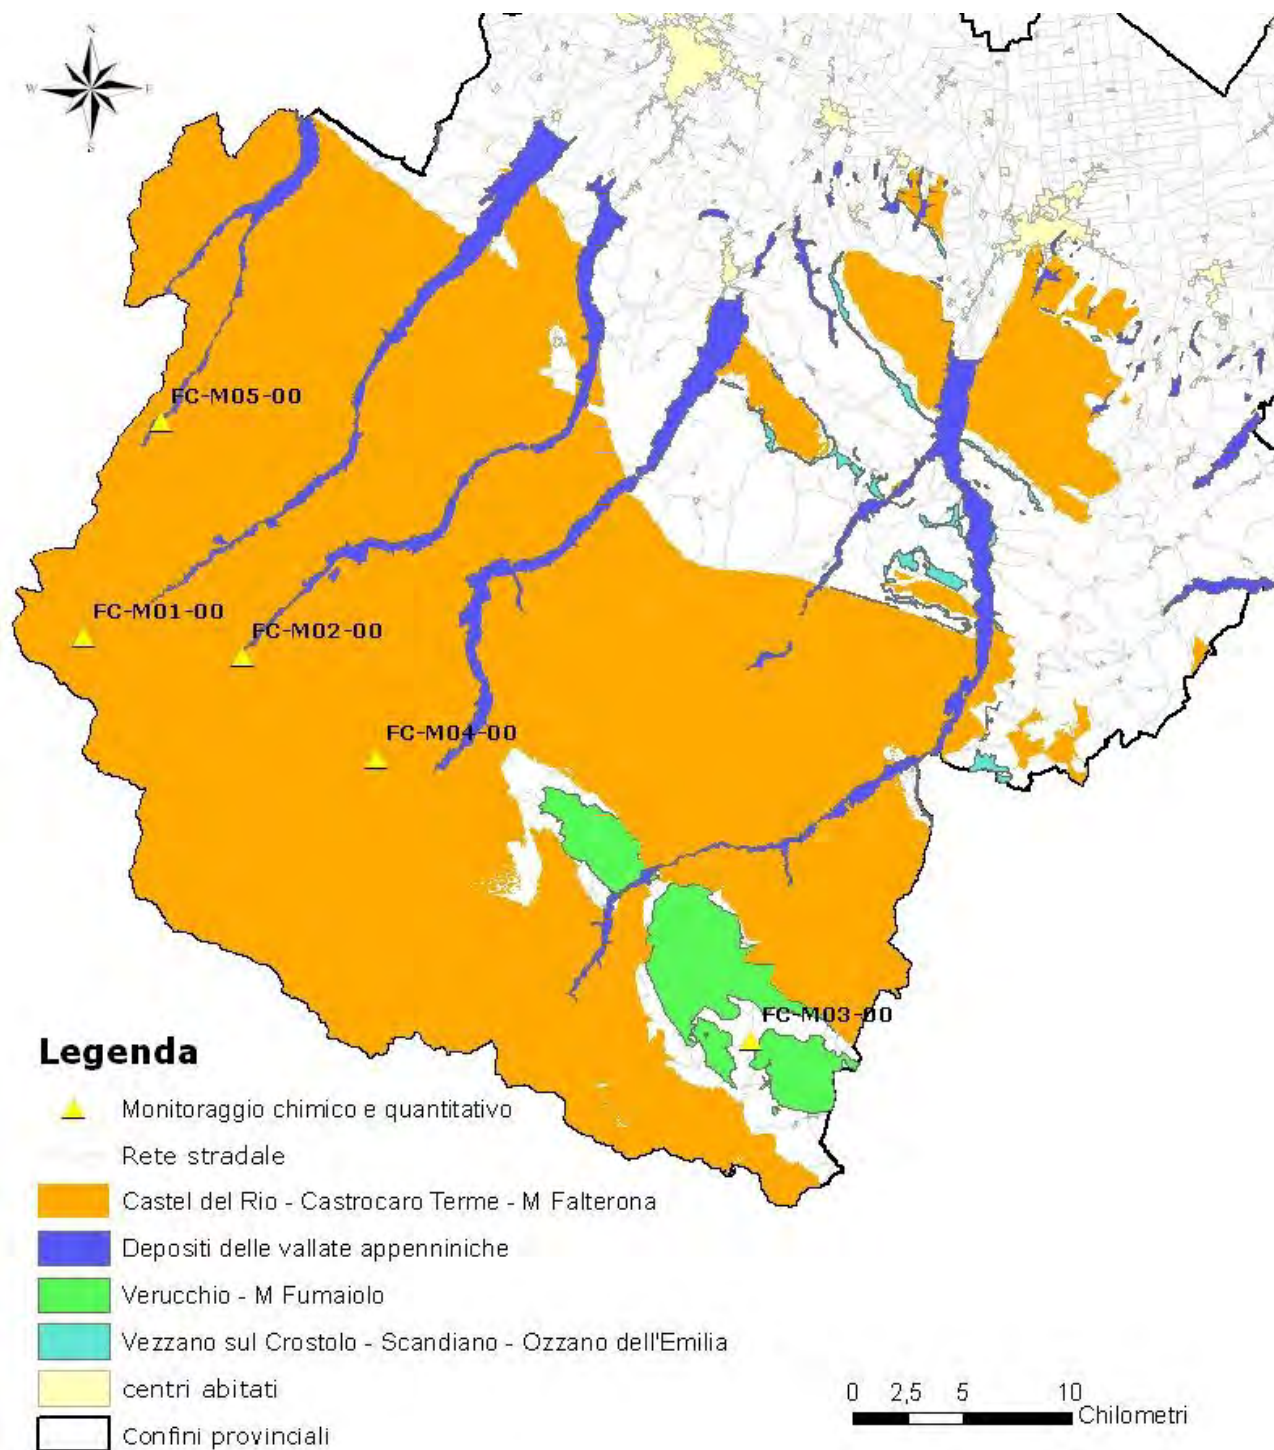 N
W E
S
FC-M05-00
FC-M01-00
FC-M02-00
FC-M04-00
FC-M03-00
Legenda
Monitoraggio chimico e quantitativo
Rete stradale
Castel del Rio - Castrocaro Terme - M Falterona
Depositi delle vallate appenniniche
Verucchio - M Fumaiolo
Vezzano sul Crostolo - Scandiano - Ozzano dell'Emilia
centri abitati
Confini provinciali
0 2,5 5 10
Chilometri